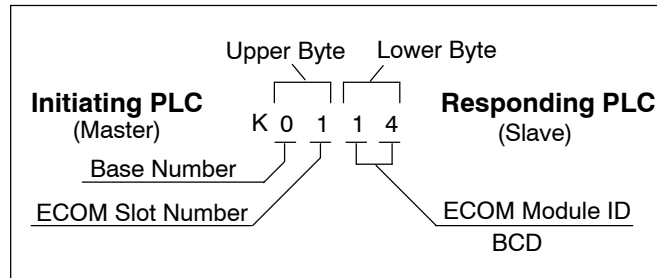 Upper Byte Lower Byte
Initiating PLC
(Master)
K 0 1 1 4
Responding PLC
(Slave)
Base Number
ECOM Slot Number
ECOM Module ID
BCD